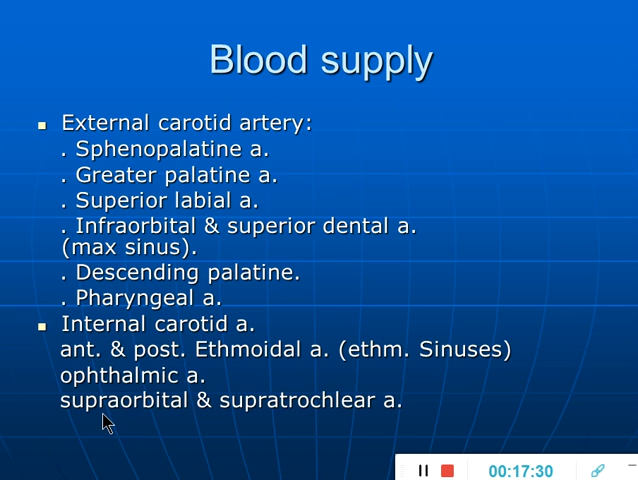 Blood supply
External carotid artery:
. Sphenopalatine a.
. Greater palatine a.
. Superior labial a.
. Infraorbital & superior dental a.
(max sinus).
. Descending palatine.
. Pharyngeal a.
Internal carotid a.
ant. & post. Ethmoidal a. (ethm. Sinuses)
ophthalmic a.
supraorbital & supratrochlear a.
00:17:30